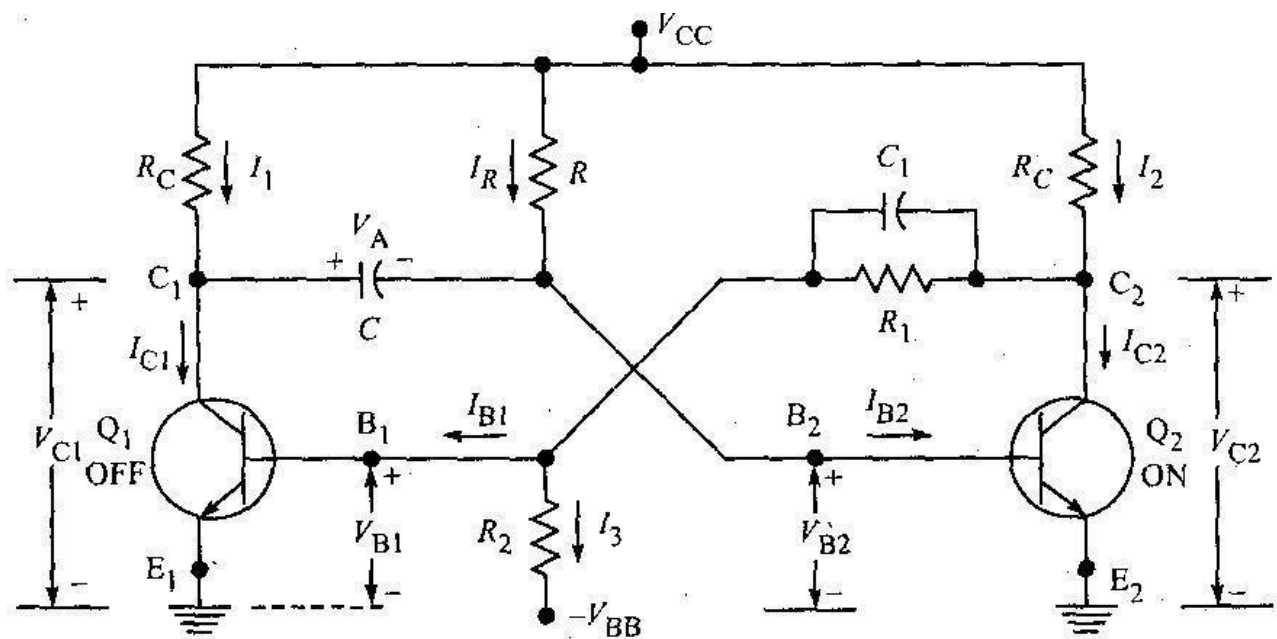 V_CC
R_C I_1 I_R R C_1 R_C I_2
V_A
+ −
C_1 C R_1 C_2
+ +
I_C1 I_C2
Q_1 OFF B_1 I_B1 B_2 I_B2 Q_2 ON
V_C1 V_C2
+ +
V_B1 R_2 I_3 V_B2
E_1 E_2
− − − −
−V_BB